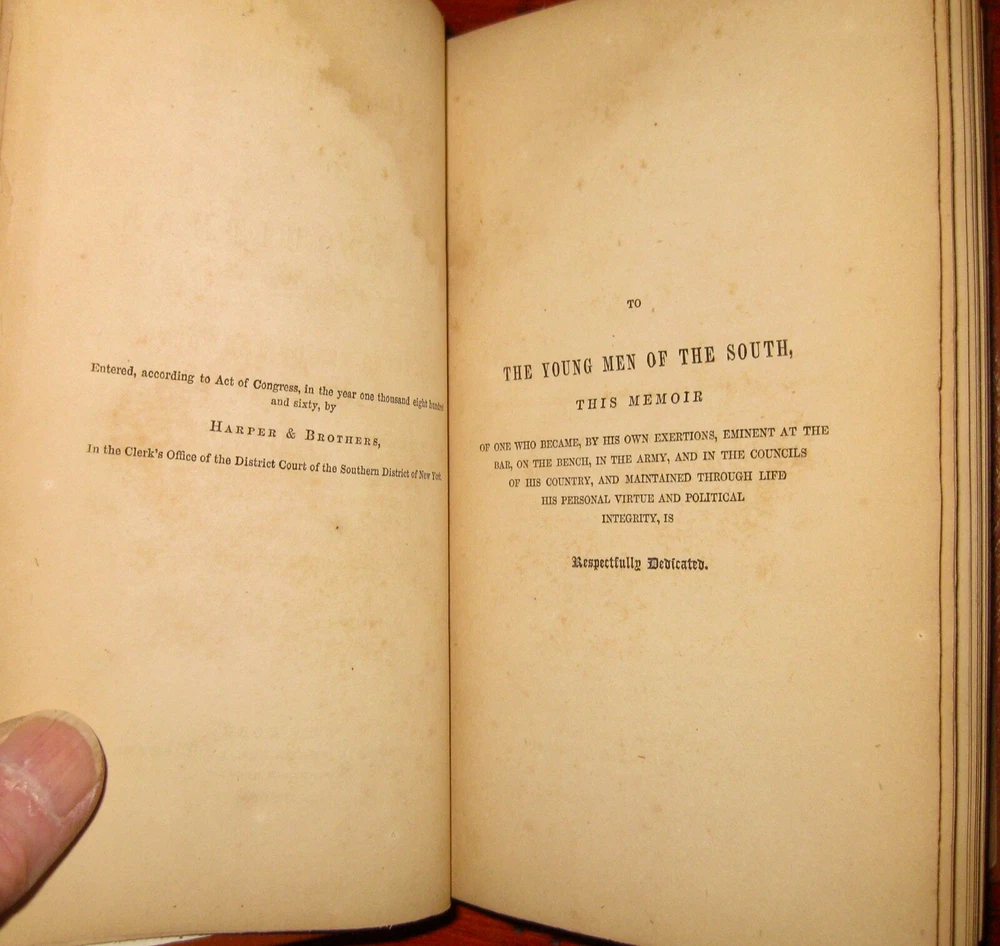 Entered, according to Act of Congress, in the year one thousand eight hundred
and sixty, by
HARPER & BROTHERS,
In the Clerk's Office of the District Court of the Southern District of New York.
TO
THE YOUNG MEN OF THE SOUTH,
THIS MEMOIR
OF ONE WHO BECAME, BY HIS OWN EXERTIONS, EMINENT AT THE
BAR, ON THE BENCH, IN THE ARMY, AND IN THE COUNCILS
OF HIS COUNTRY, AND MAINTAINED THROUGH LIFE
HIS PERSONAL VIRTUE AND POLITICAL
INTEGRITY, IS
Respectfully Dedicated.